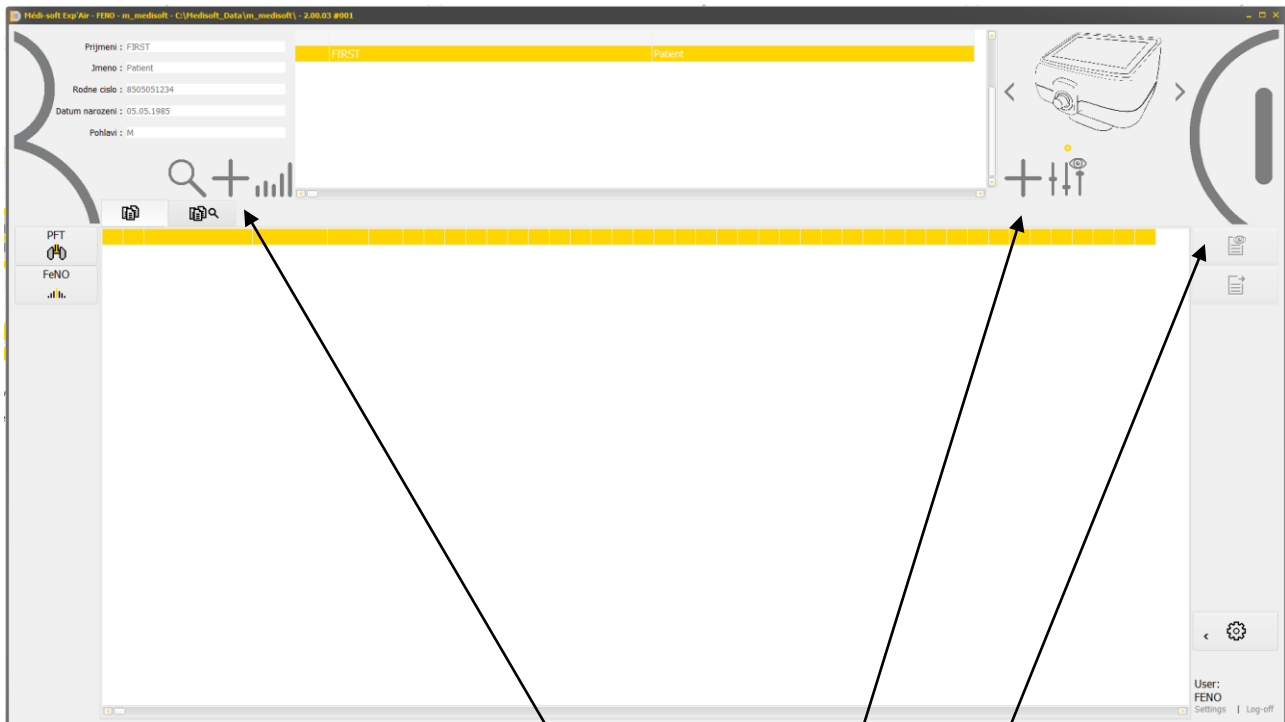 Médi-soft Exp'Air - FENO - m_medisoft - C:\Medisoft_Data\m_medisoft\ - 2.00.03 #001
Prijmeni : FIRST
Jmeno : Patient
Rodne cislo : 8505051234
Datum narozeni : 05.05.1985
Pohlavi : M
FIRST Patient
PFT
FeNO
User:
FENO
Settings | Log-off